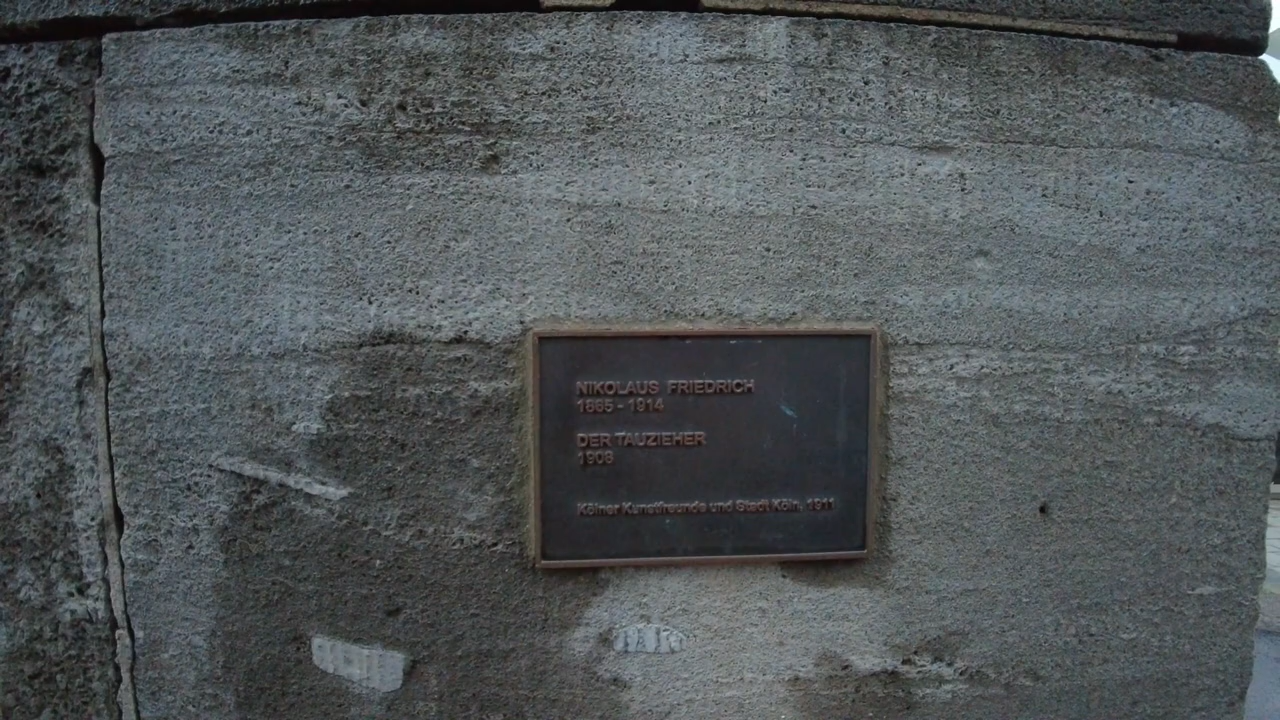 NIKOLAUS FRIEDRICH
1865 - 1914
DER TAUZIEHER
1908
Kölner Kunstfreunde und Stadt Köln, 1911